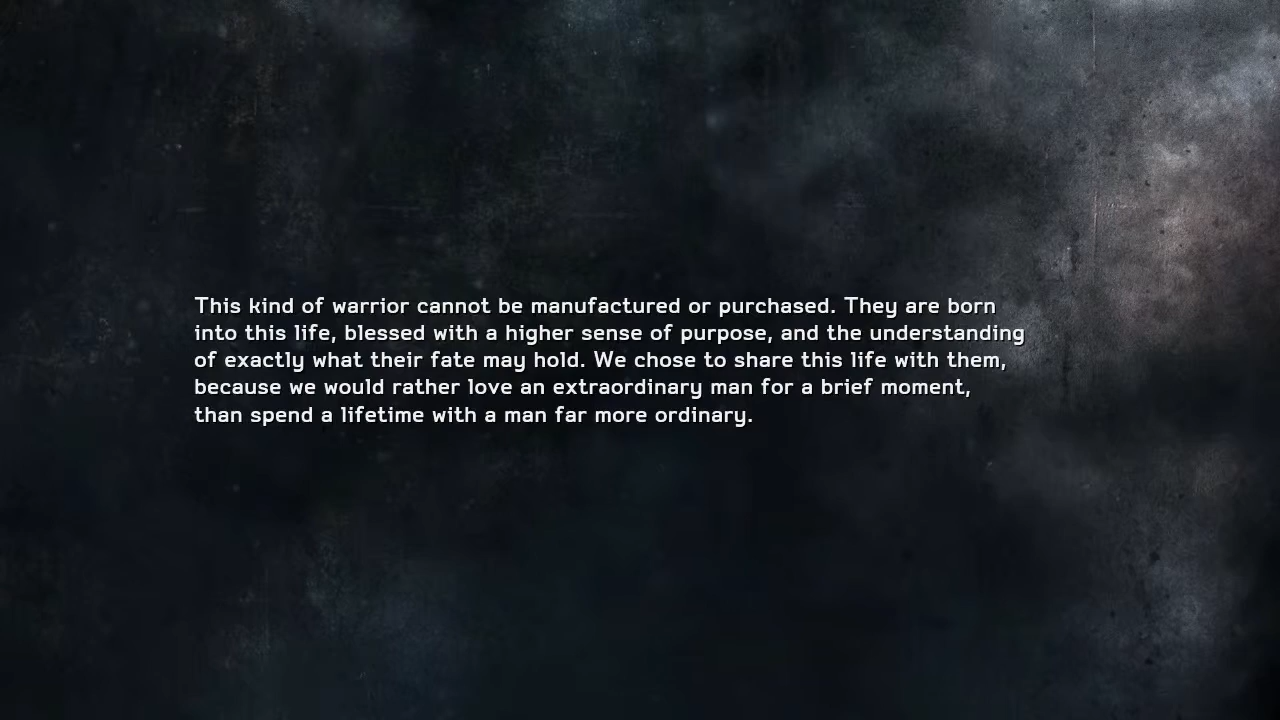 This kind of warrior cannot be manufactured or purchased. They are born
into this life, blessed with a higher sense of purpose, and the understanding
of exactly what their fate may hold. We chose to share this life with them,
because we would rather love an extraordinary man for a brief moment,
than spend a lifetime with a man far more ordinary.